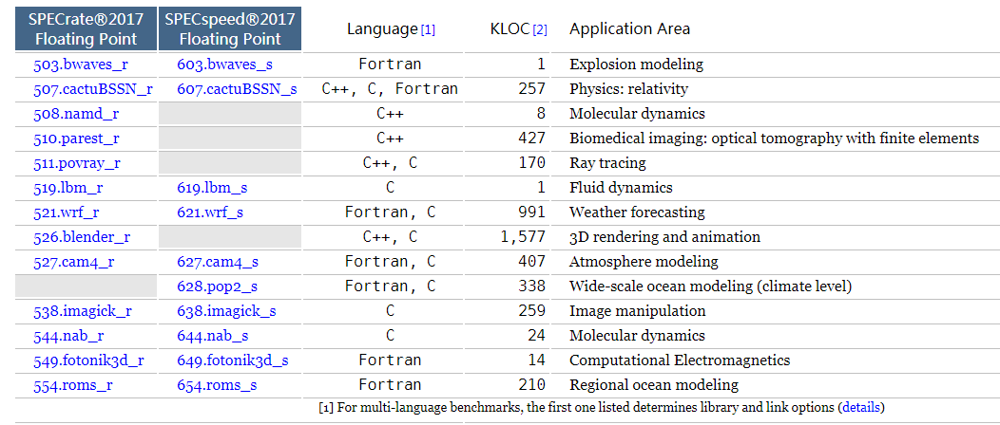 SPECrate®2017 Floating Point SPECspeed®2017 Floating Point Language[1] KLOC[2] Application Area
503.bwaves_r 603.bwaves_s Fortran 1 Explosion modeling
507.cactuBSSN_r 607.cactuBSSN_s C++, C, Fortran 257 Physics: relativity
508.namd_r C++ 8 Molecular dynamics
510.parest_r C++ 427 Biomedical imaging: optical tomography with finite elements
511.povray_r C++, C 170 Ray tracing
519.lbm_r 619.lbm_s C 1 Fluid dynamics
521.wrf_r 621.wrf_s Fortran, C 991 Weather forecasting
526.blender_r C++, C 1,577 3D rendering and animation
527.cam4_r 627.cam4_s Fortran, C 407 Atmosphere modeling
628.pop2_s Fortran, C 338 Wide-scale ocean modeling (climate level)
538.imagick_r 638.imagick_s C 259 Image manipulation
544.nab_r 644.nab_s C 24 Molecular dynamics
549.fotonik3d_r 649.fotonik3d_s Fortran 14 Computational Electromagnetics
554.roms_r 654.roms_s Fortran 210 Regional ocean modeling
[1] For multi-language benchmarks, the first one listed determines library and link options (details)